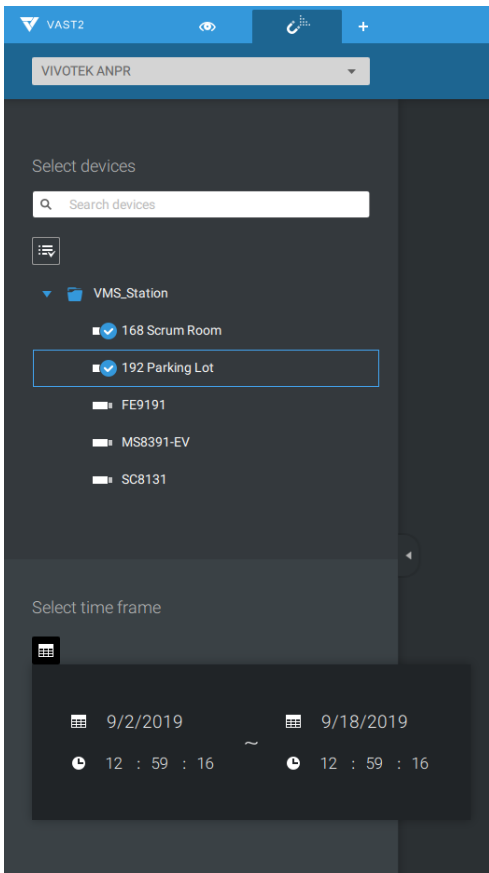 VAST2
VIVOTEK ANPR
Select devices
Search devices
VMS_Station
168 Scrum Room
192 Parking Lot
FE9191
MS8391-EV
SC8131
Select time frame
9/2/2019 ~ 9/18/2019
12 : 59 : 16 12 : 59 : 16